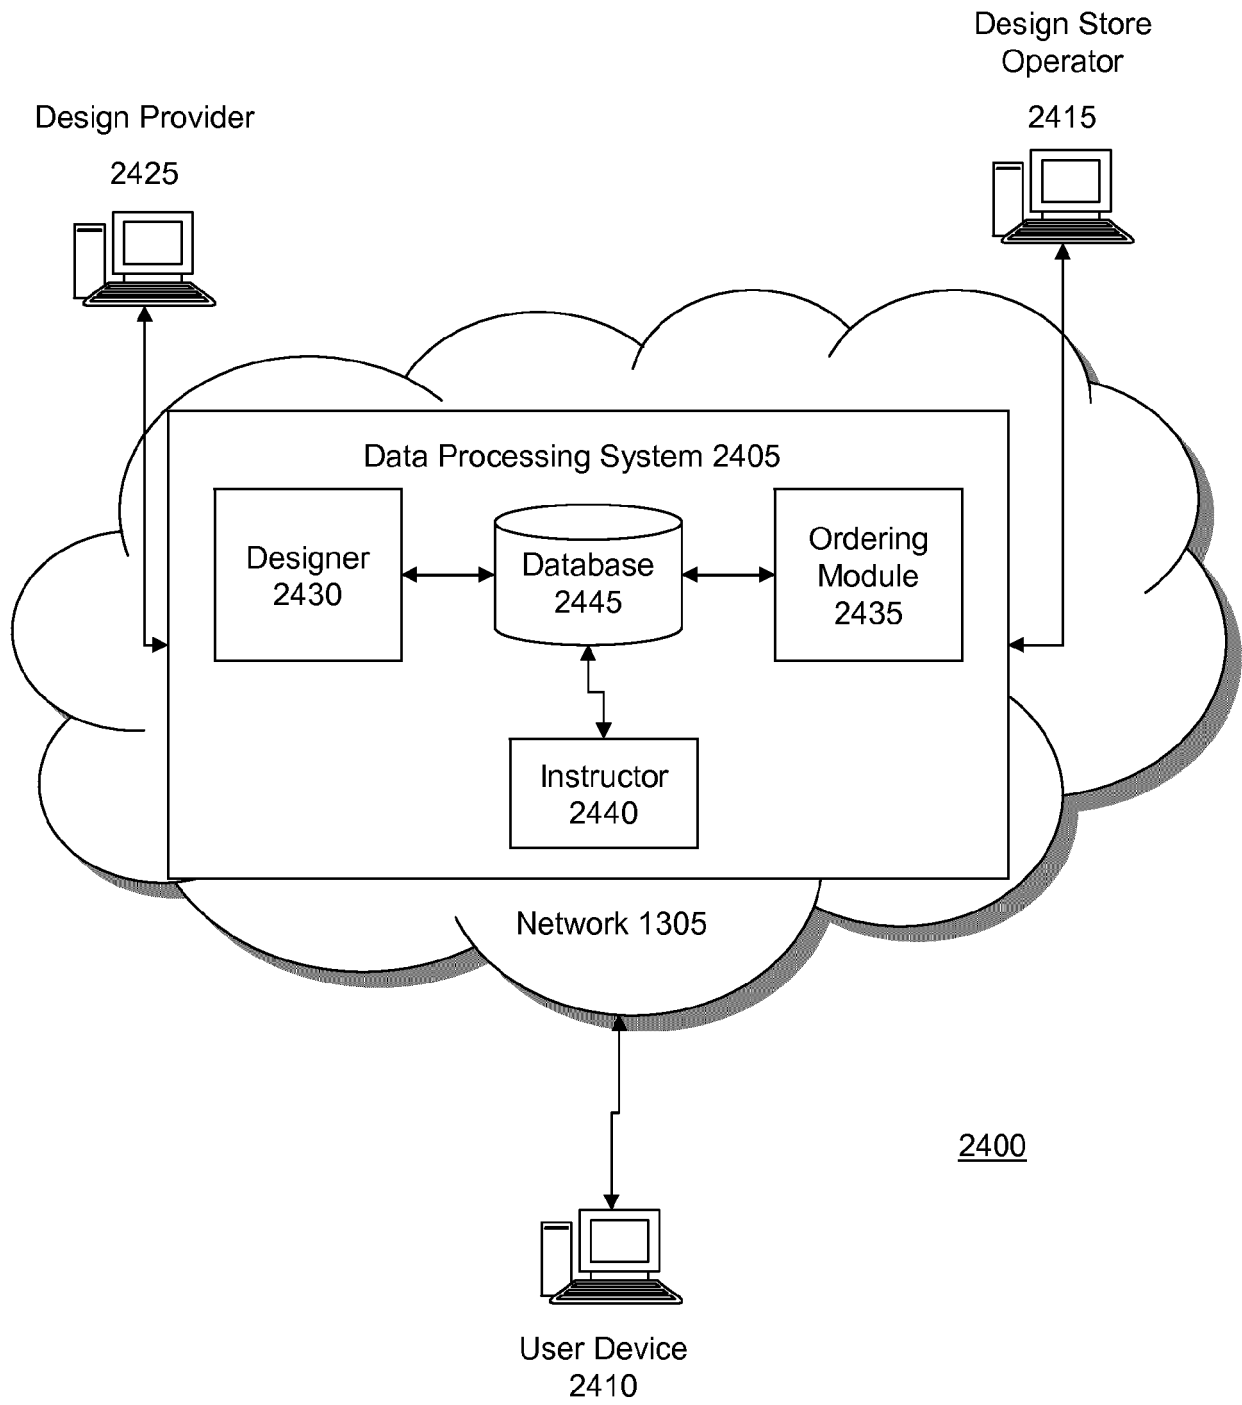 Design Store
Operator
2415
Design Provider
2425
Data Processing System 2405
Designer
2430
Database
2445
Ordering
Module
2435
Instructor
2440
Network 1305
2400
User Device
2410